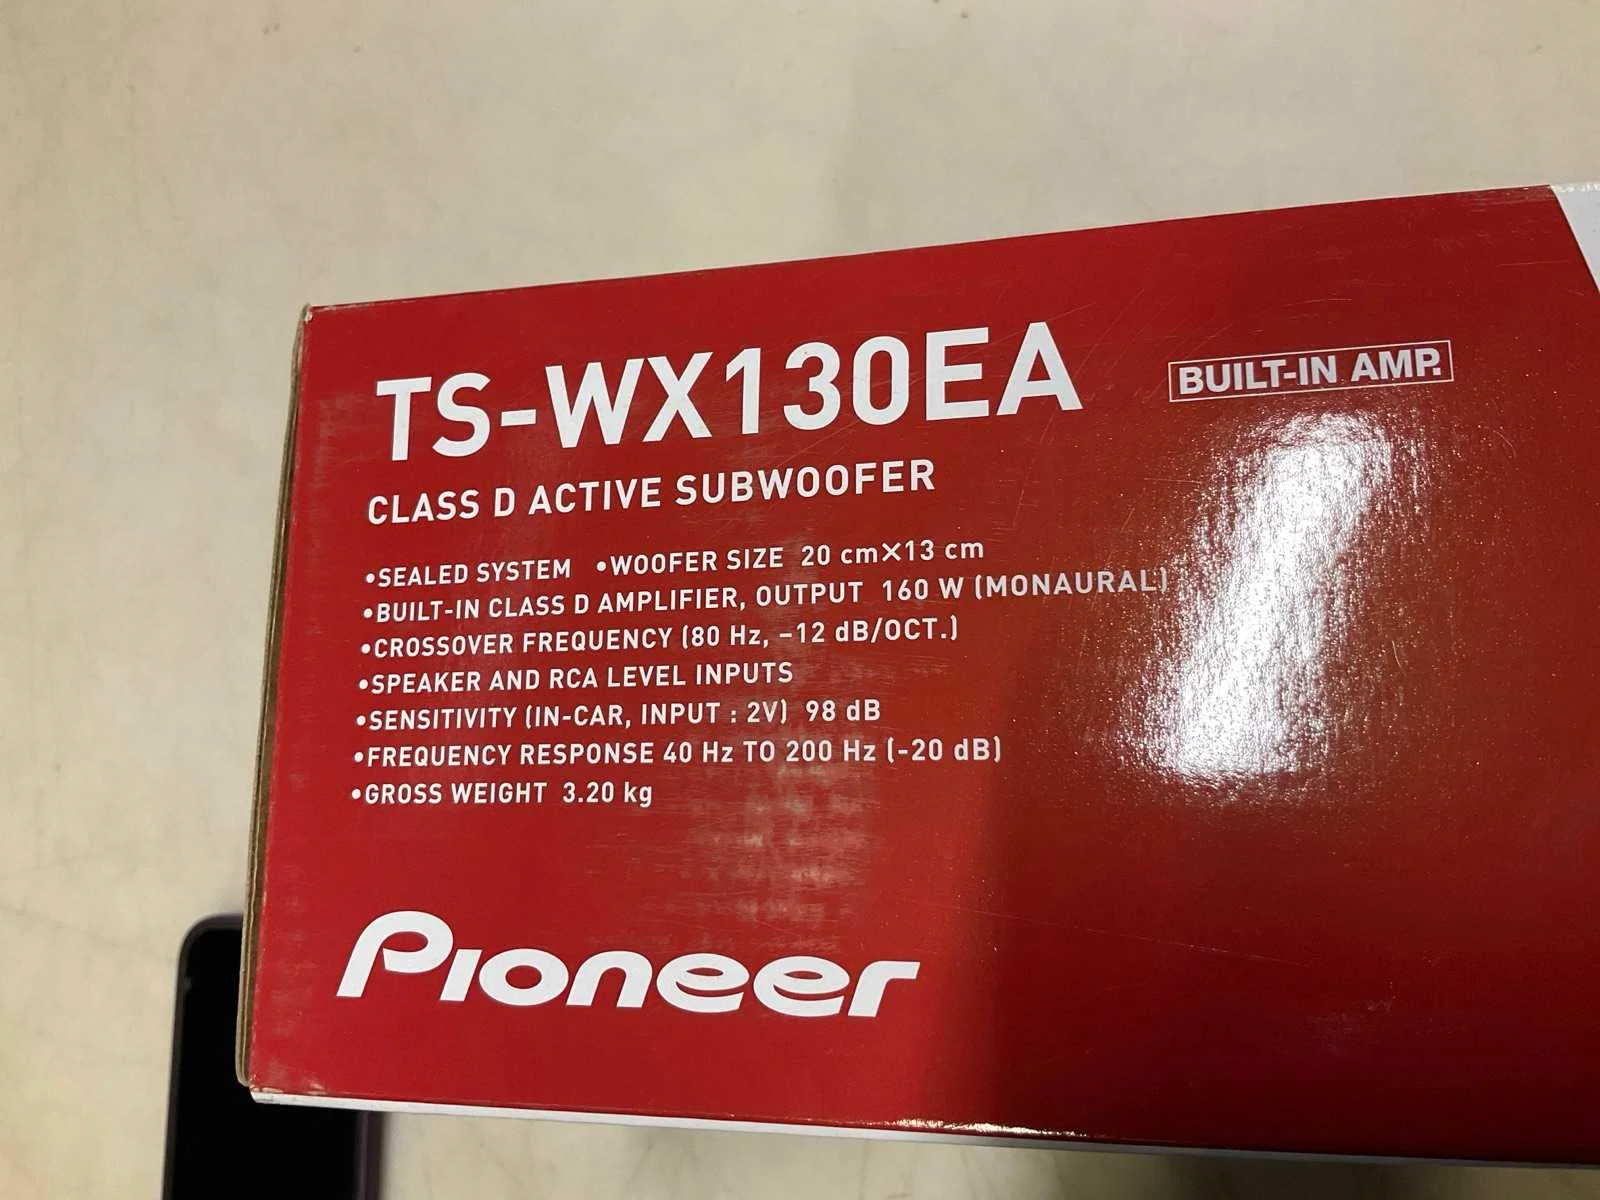 TS-WX130EA
BUILT-IN AMP.
CLASS D ACTIVE SUBWOOFER
•SEALED SYSTEM •WOOFER SIZE 20 cm×13 cm
•BUILT-IN CLASS D AMPLIFIER, OUTPUT 160 W (MONAURAL)
•CROSSOVER FREQUENCY (80 Hz, –12 dB/OCT.)
•SPEAKER AND RCA LEVEL INPUTS
•SENSITIVITY (IN-CAR, INPUT : 2V) 98 dB
•FREQUENCY RESPONSE 40 Hz TO 200 Hz (-20 dB)
•GROSS WEIGHT 3.20 kg
Pioneer